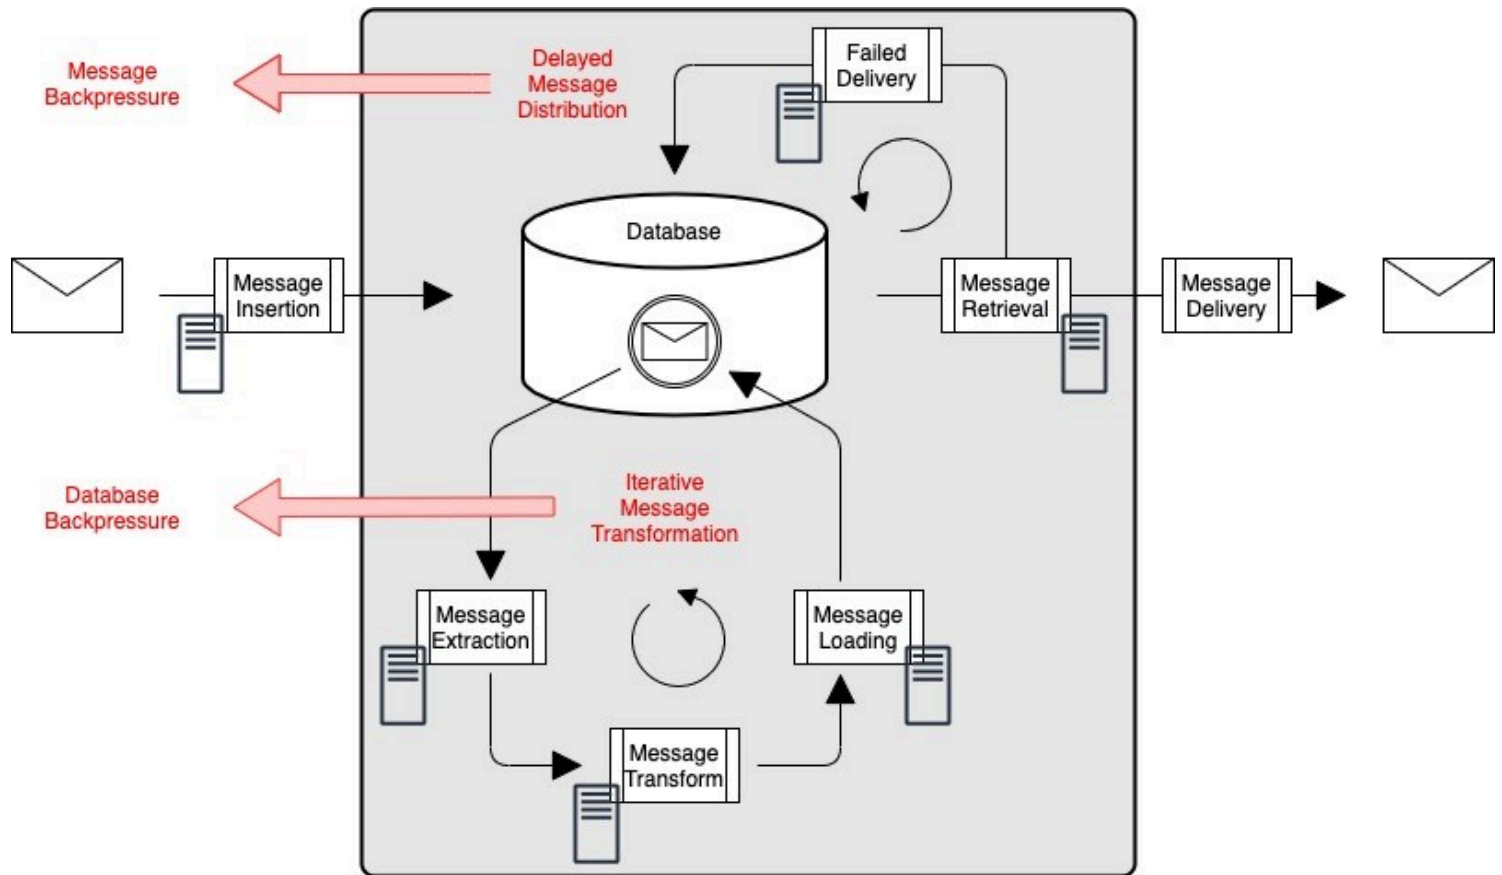 Message
Backpressure
Delayed
Message
Distribution
Failed
Delivery
Database
Message
Insertion
Message
Retrieval
Message
Delivery
Database
Backpressure
Iterative
Message
Transformation
Message
Extraction
Message
Loading
Message
Transform